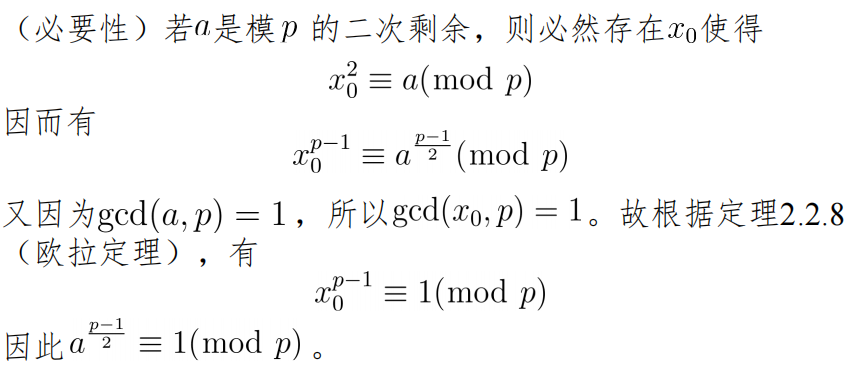 （必要性）若a是模p 的二次剩余，则必然存在x₀使得
x₀² ≡ a(mod p)
因而有
x₀^{p−1} ≡ a^{\frac{p−1}{2}}(mod p)
又因为gcd(a, p) = 1，所以gcd(x₀, p) = 1。故根据定理2.2.8
（欧拉定理），有
x₀^{p−1} ≡ 1(mod p)
因此a^{\frac{p−1}{2}} ≡ 1(mod p)。